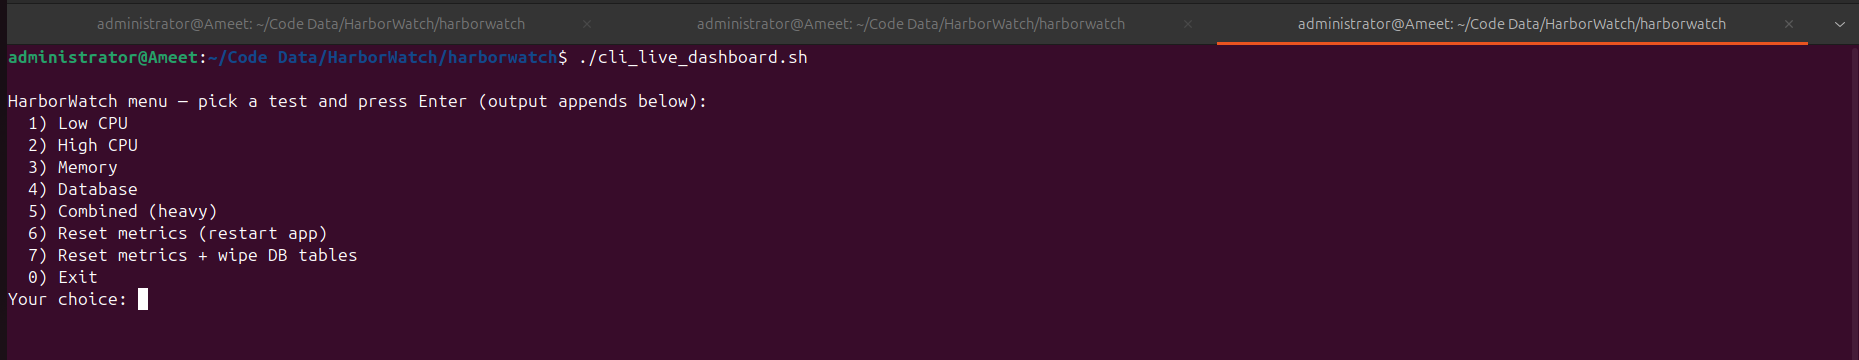 administrator@Ameet: ~/Code Data/HarborWatch/harborwatch × administrator@Ameet: ~/Code Data/HarborWatch/harborwatch × administrator@Ameet: ~/Code Data/HarborWatch/harborwatch ×
administrator@Ameet:~/Code Data/HarborWatch/harborwatch$ ./cli_live_dashboard.sh
HarborWatch menu — pick a test and press Enter (output appends below):
1) Low CPU
2) High CPU
3) Memory
4) Database
5) Combined (heavy)
6) Reset metrics (restart app)
7) Reset metrics + wipe DB tables
0) Exit
Your choice: